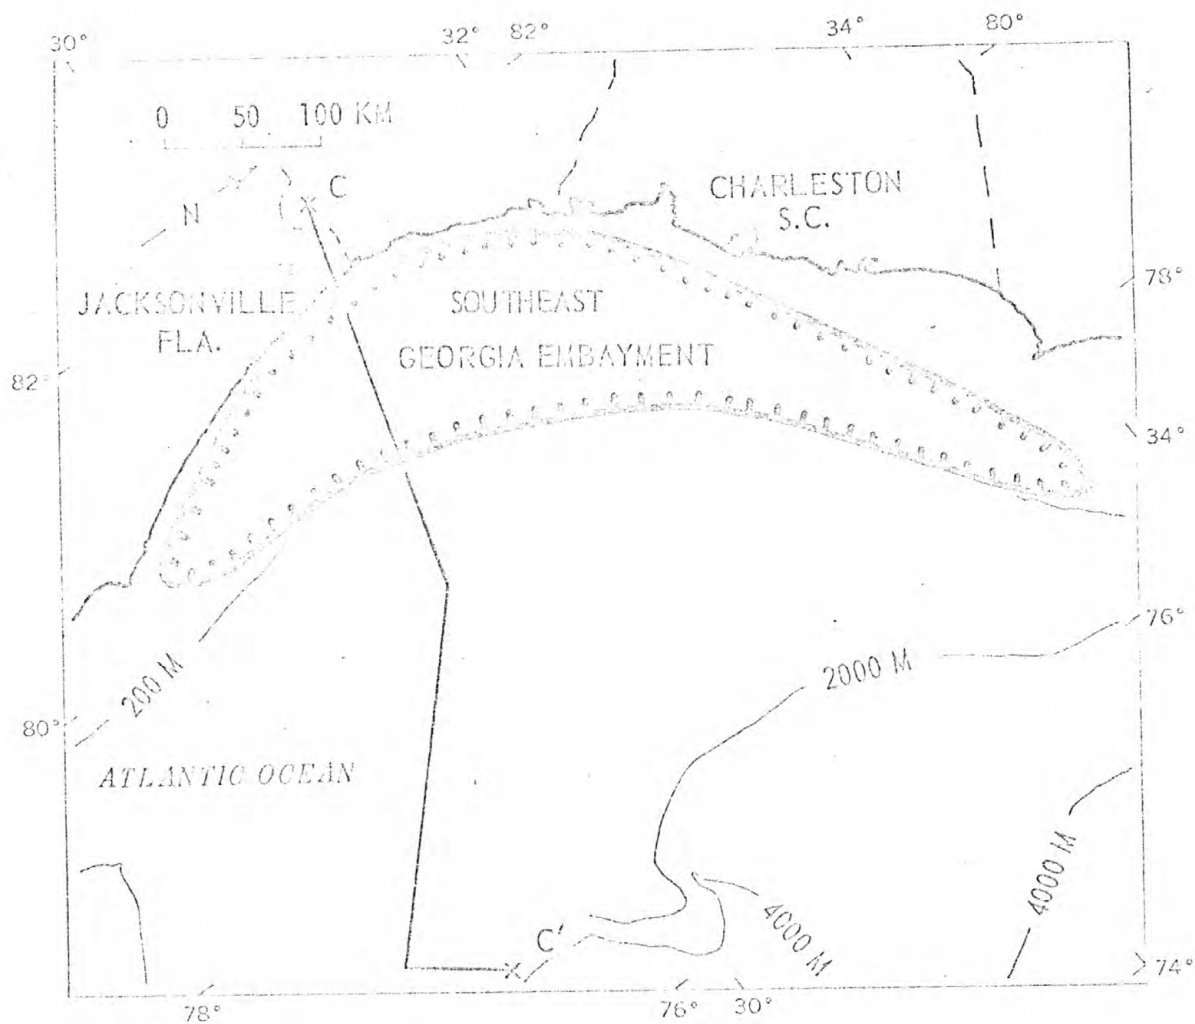 30°
32° 82°
34°
80°
0 50 100 KM
C
N
CHARLESTON
S.C.
78°
JACKSONVILLE
FLA.
SOUTHEAST
GEORGIA EMBAYMENT
82°
34°
76°
200 M
2000 M
80°
ATLANTIC OCEAN
4000 M
C'
4000 M
74°
78°
76° 30°